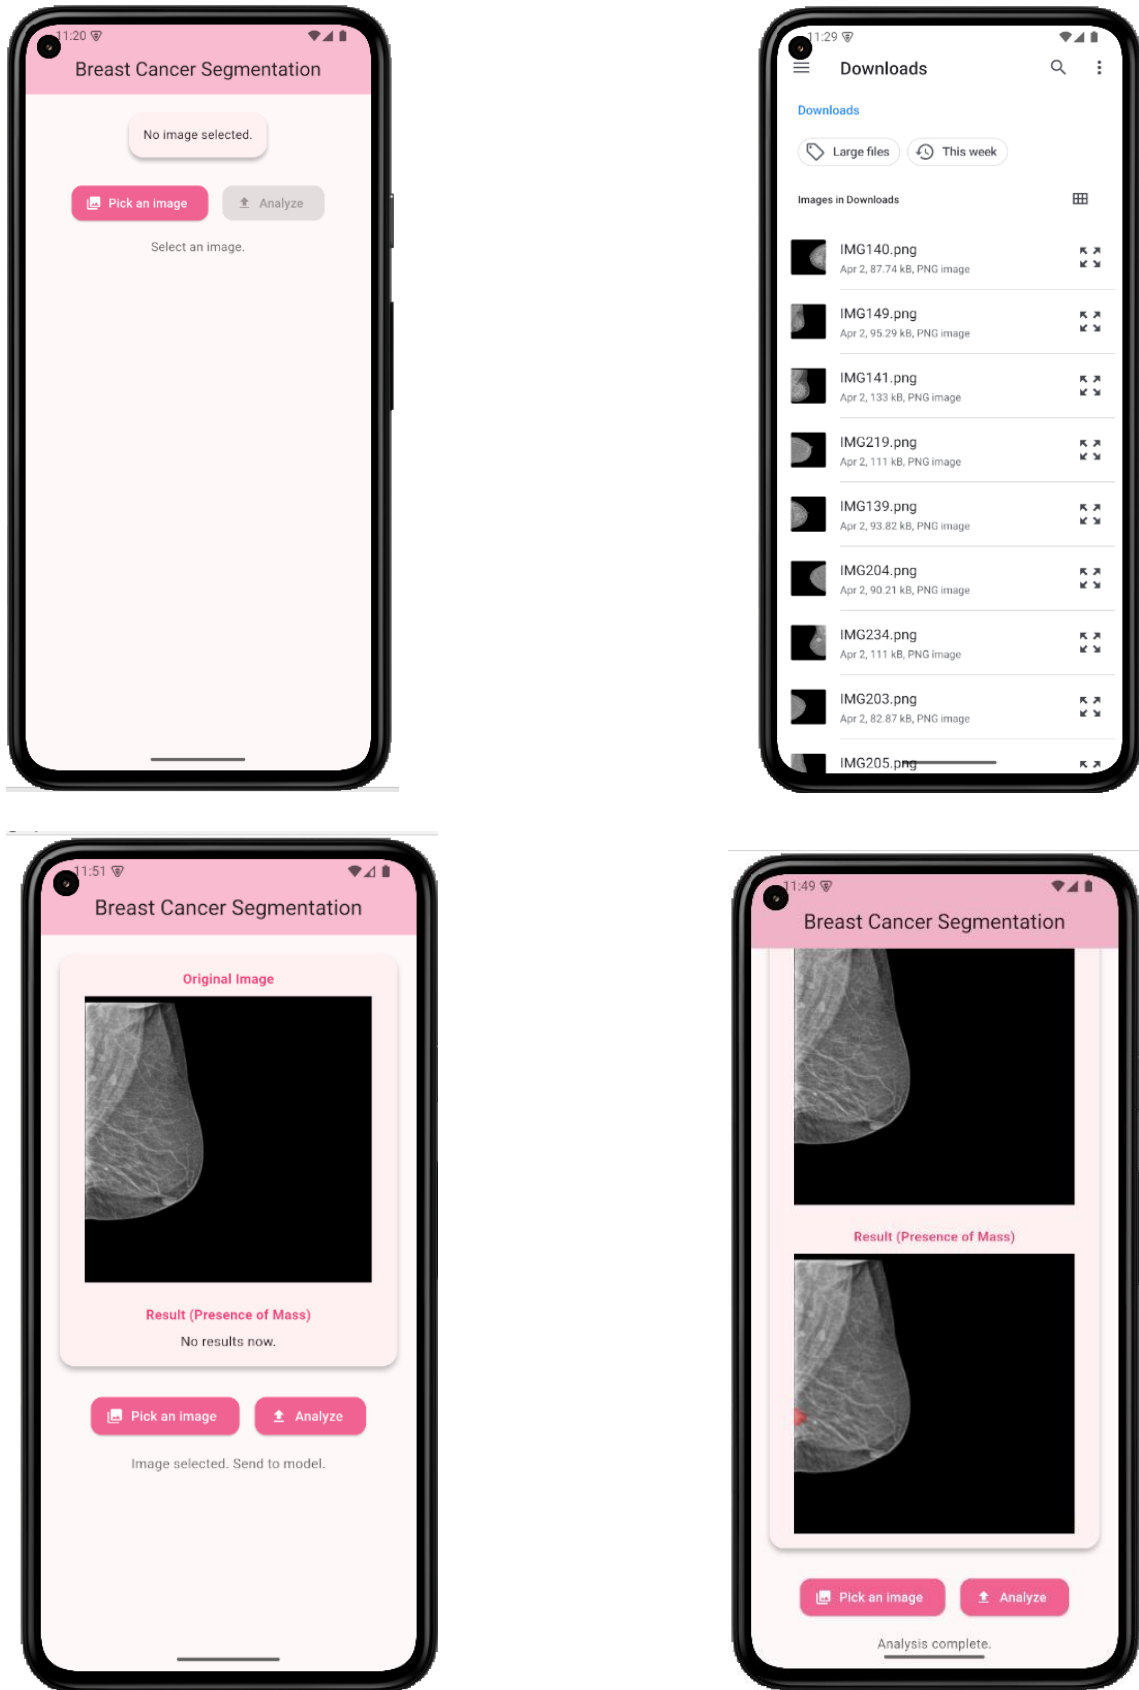 11:20
Breast Cancer Segmentation
No image selected.
Pick an image
Analyze
Select an image.
11:29
Downloads
Downloads
Large files
This week
Images in Downloads
IMG140.png
Apr 2, 87.74 kB, PNG image
IMG149.png
Apr 2, 95.29 kB, PNG image
IMG141.png
Apr 2, 133 kB, PNG image
IMG219.png
Apr 2, 111 kB, PNG image
IMG139.png
Apr 2, 93.82 kB, PNG image
IMG204.png
Apr 2, 90.21 kB, PNG image
IMG234.png
Apr 2, 111 kB, PNG image
IMG203.png
Apr 2, 82.87 kB, PNG image
IMG205.png
11:51
Breast Cancer Segmentation
Original Image
Result (Presence of Mass)
No results now.
Pick an image
Analyze
Image selected. Send to model.
11:49
Breast Cancer Segmentation
Result (Presence of Mass)
Pick an image
Analyze
Analysis complete.